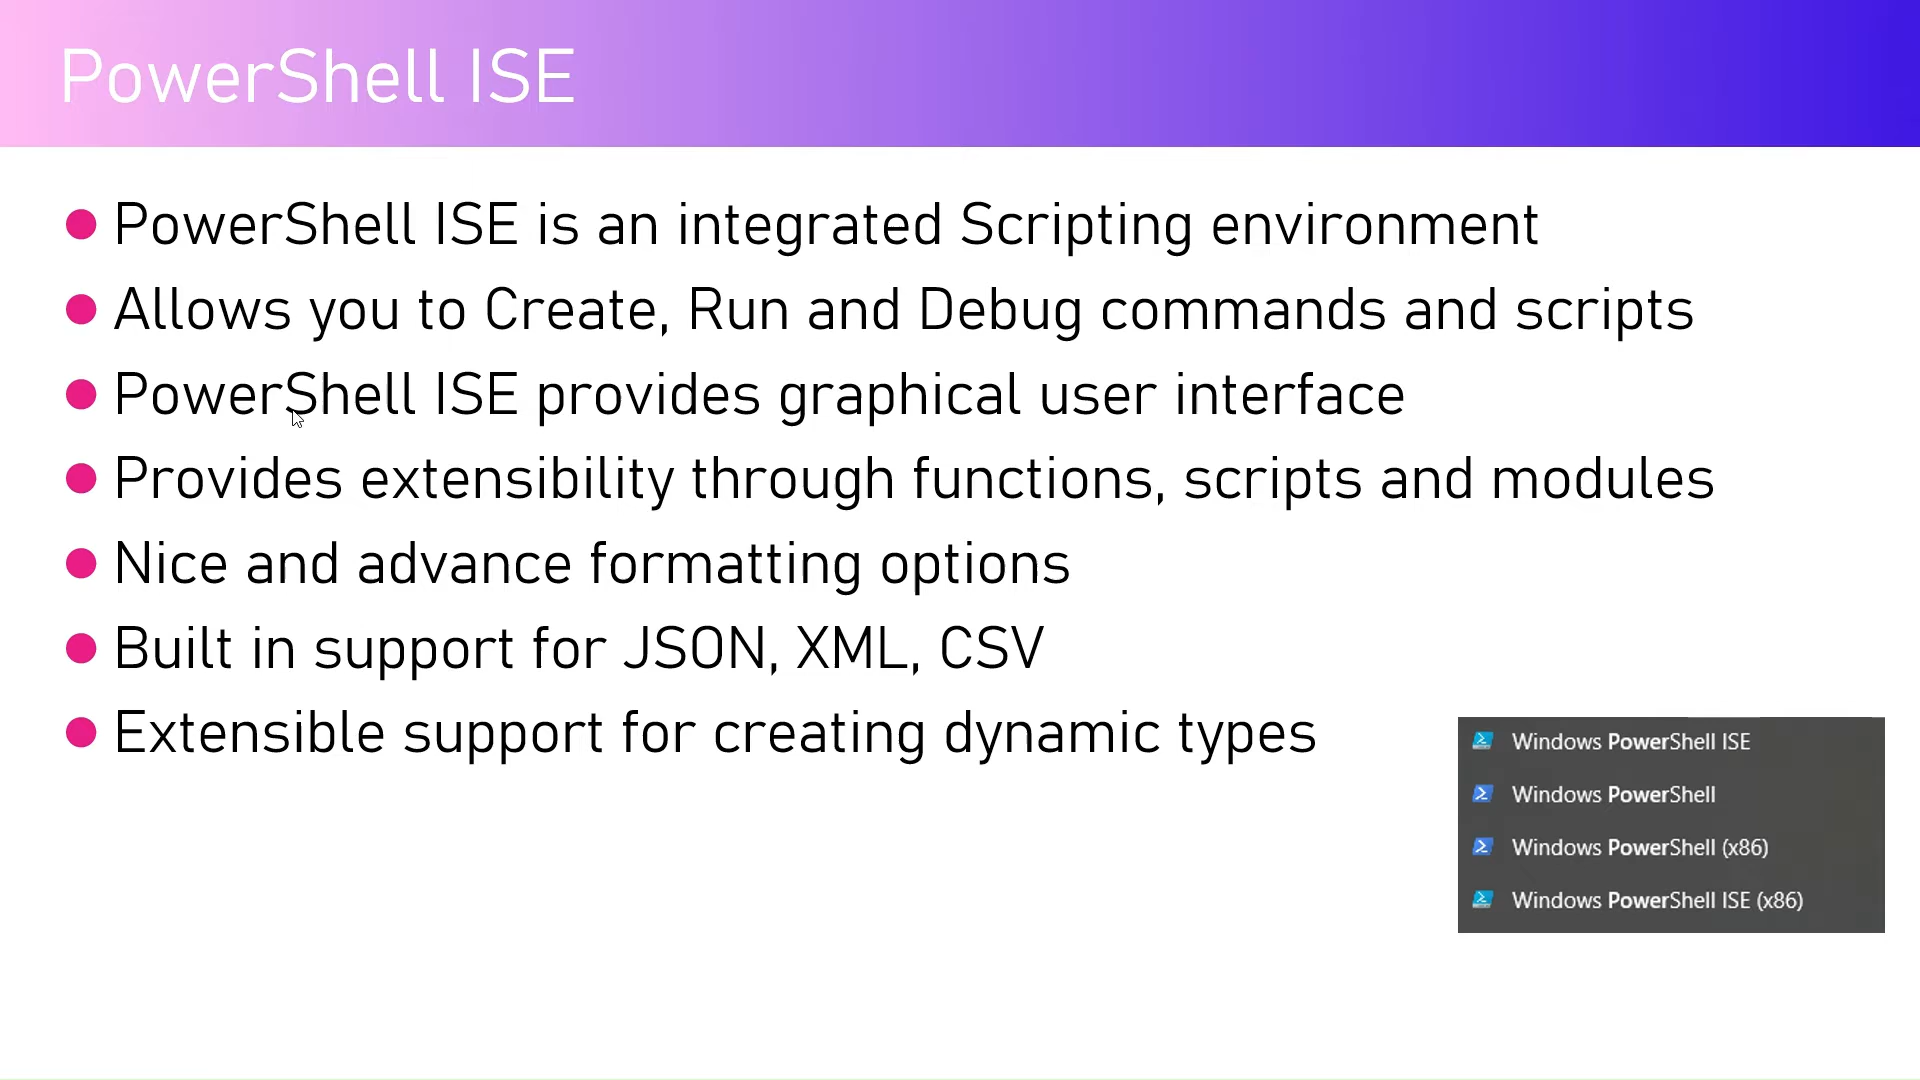 PowerShell ISE
PowerShell ISE is an integrated Scripting environment
Allows you to Create, Run and Debug commands and scripts
PowerShell ISE provides graphical user interface
Provides extensibility through functions, scripts and modules
Nice and advance formatting options
Built in support for JSON, XML, CSV
Extensible support for creating dynamic types
Windows PowerShell ISE
Windows PowerShell
Windows PowerShell (x86)
Windows PowerShell ISE (x86)